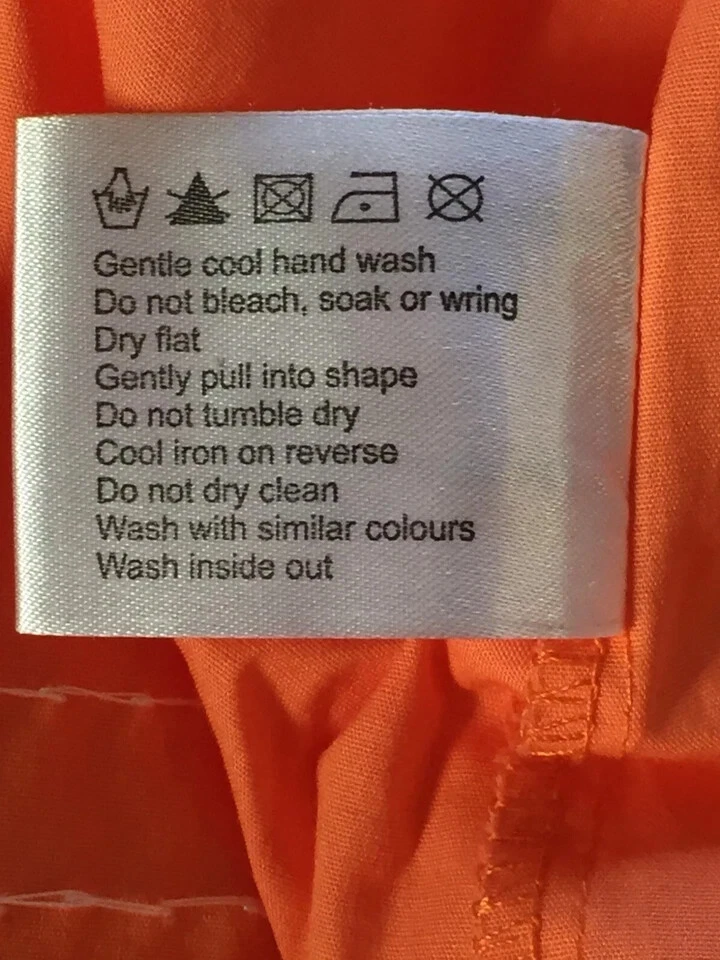 Gentle cool hand wash
Do not bleach, soak or wring
Dry flat
Gently pull into shape
Do not tumble dry
Cool iron on reverse
Do not dry clean
Wash with similar colours
Wash inside out